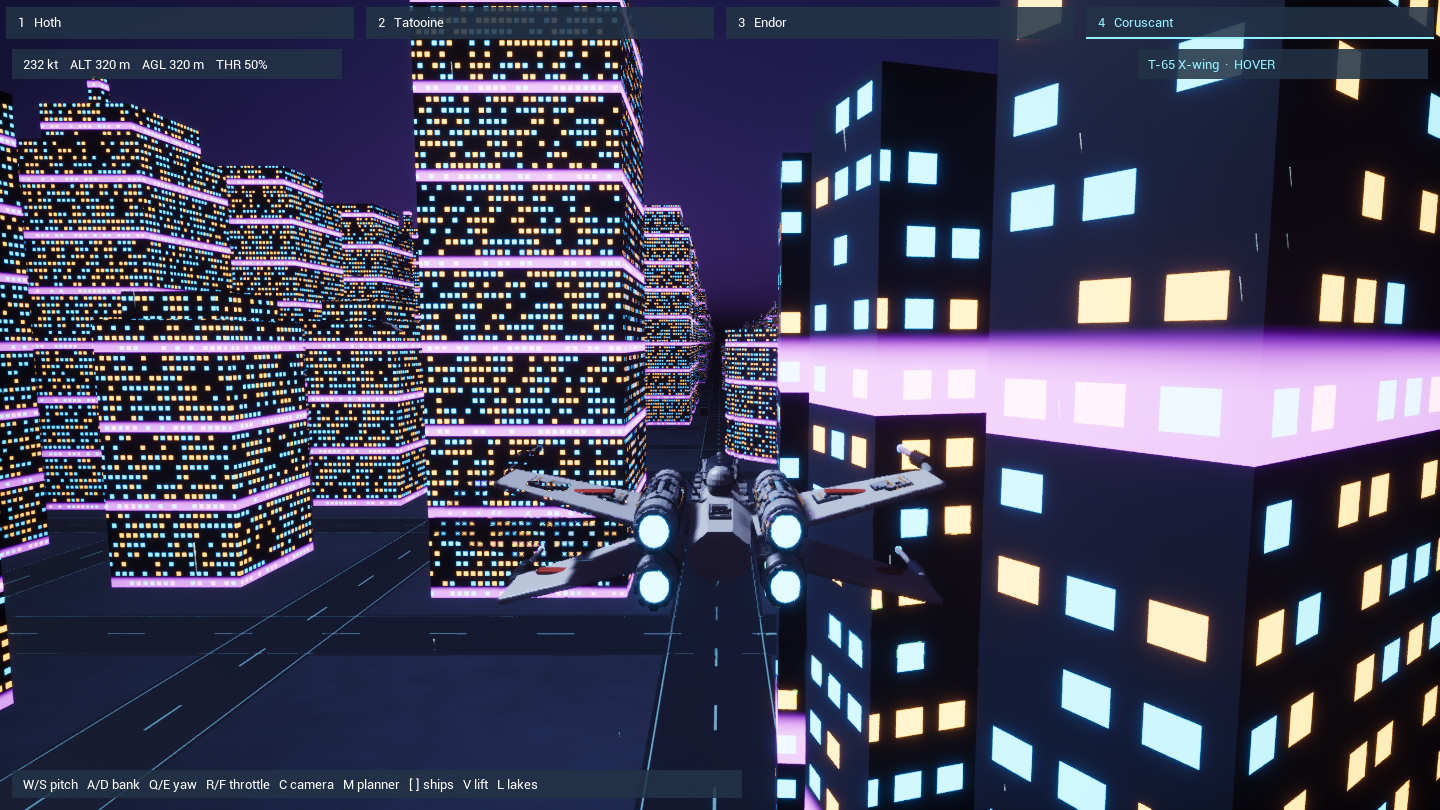 1 Hoth
2 Tatooine
3 Endor
4 Coruscant
232 kt ALT 320 m AGL 320 m THR 50%
T-65 X-wing · HOVER
W/S pitch A/D bank Q/E yaw R/F throttle C camera M planner [ ] ships V lift L lakes